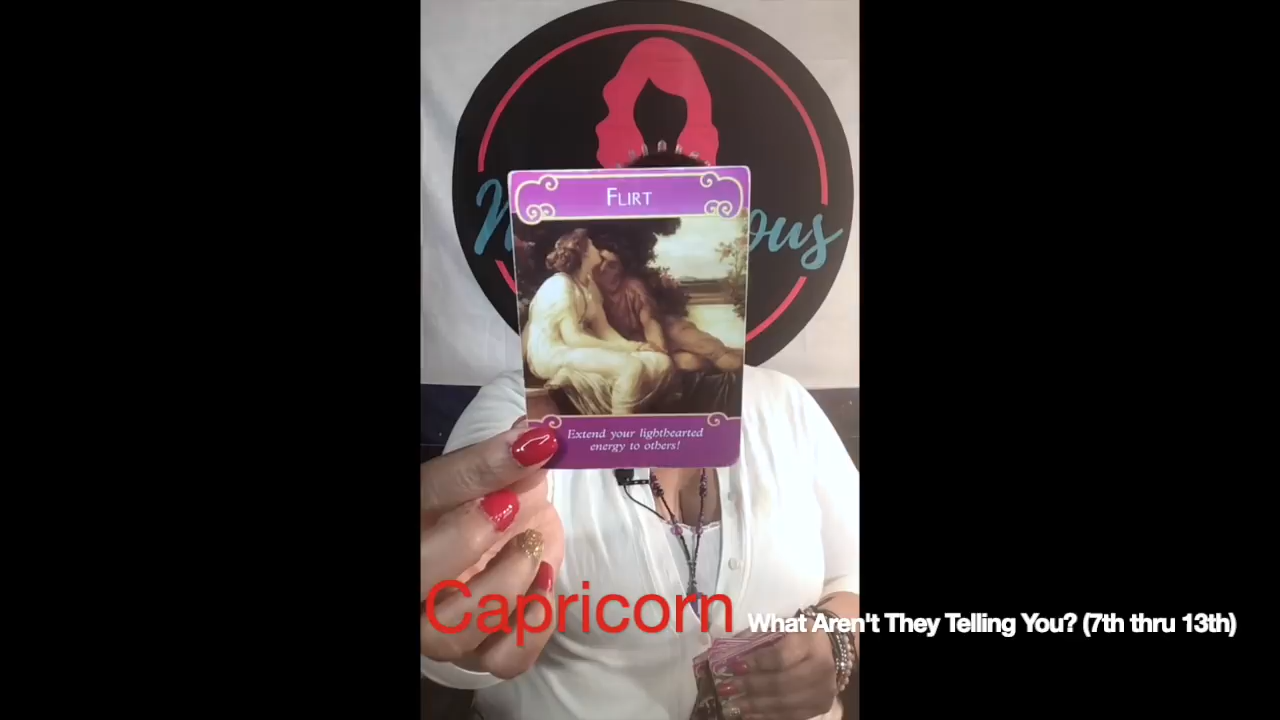 Flirt
Extend your lighthearted
energy to others!
Capricorn
What Aren't They Telling You? (7th thru 13th)